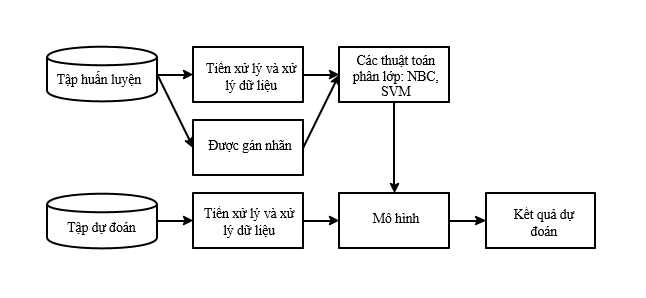 Tập huấn luyện
Tiền xử lý và xử
lý dữ liệu
Các thuật toán
phân lớp: NBC,
SVM
Được gán nhãn
Tập dự đoán
Tiền xử lý và xử
lý dữ liệu
Mô hình
Kết quả dự
đoán